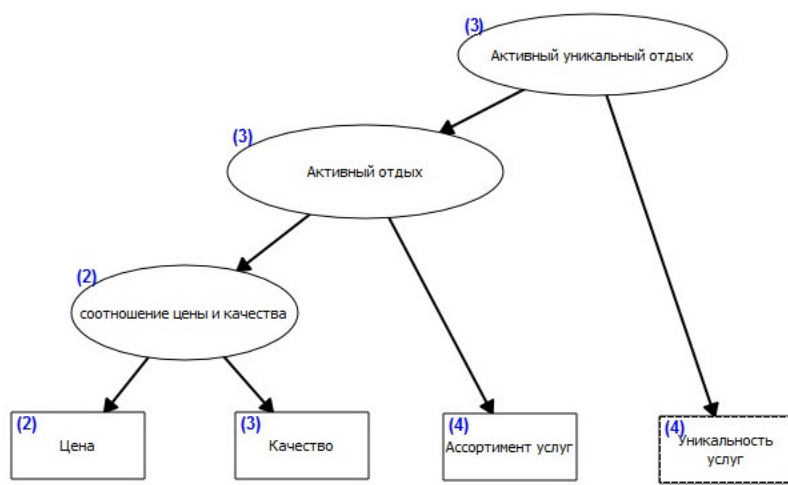 (3)
Активный уникальный отдых
(3)
Активный отдых
(2)
соотношение цены и качества
(2)
Цена
(3)
Качество
(4)
Ассортимент услуг
(4)
Уникальность
услуг